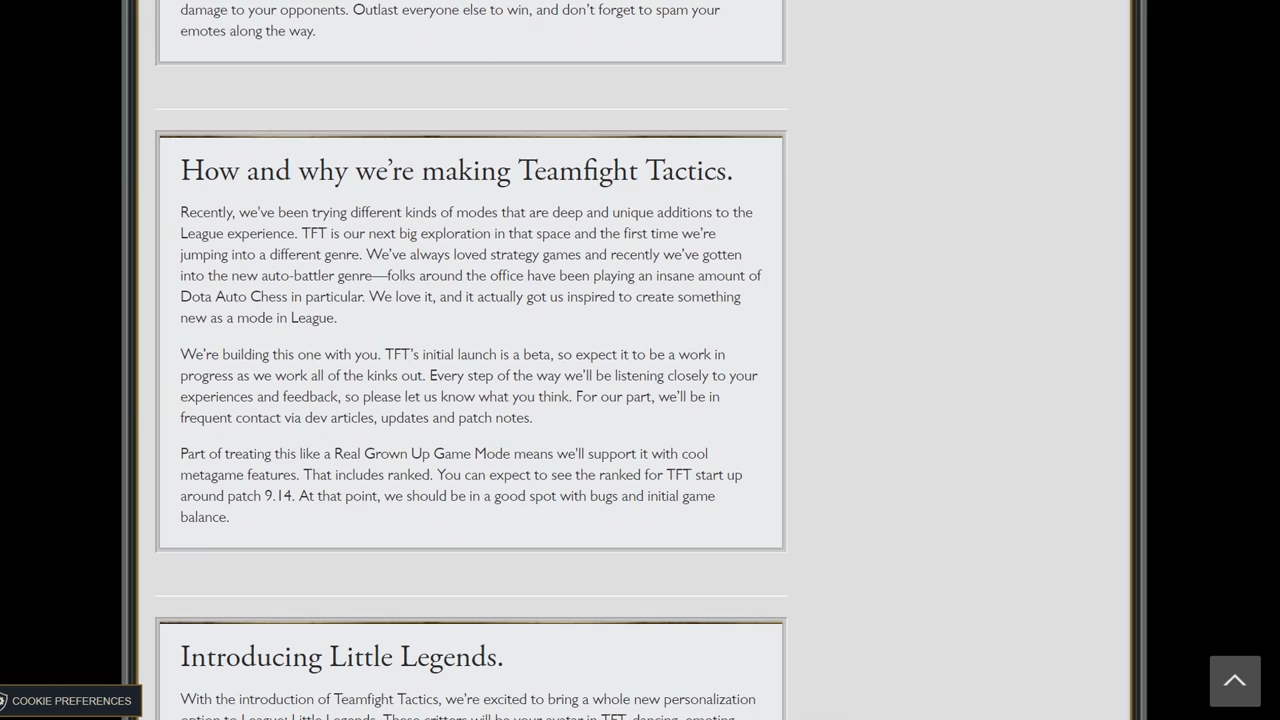 damage to your opponents. Outlast everyone else to win, and don’t forget to spam your
emotes along the way.
How and why we’re making Teamfight Tactics.
Recently, we've been trying different kinds of modes that are deep and unique additions to the
League experience. TFT is our next big exploration in that space and the first time we’re
jumping into a different genre. We’ve always loved strategy games and recently we’ve gotten
into the new auto-battler genre—folks around the office have been playing an insane amount of
Dota Auto Chess in particular. We love it, and it actually got us inspired to create something
new as a mode in League.
We’re building this one with you. TFT’s initial launch is a beta, so expect it to be a work in
progress as we work all of the kinks out. Every step of the way we’ll be listening closely to your
experiences and feedback, so please let us know what you think. For our part, we’ll be in
frequent contact via dev articles, updates and patch notes.
Part of treating this like a Real Grown Up Game Mode means we'll support it with cool
metagame features. That includes ranked. You can expect to see the ranked for TFT start up
around patch 9.14. At that point, we should be in a good spot with bugs and initial game
balance.
Introducing Little Legends.
With the introduction of Teamfight Tactics, we’re excited to bring a whole new personalization
option to League: Little Legends. These critters will be your avatar in TFT, dancing, emoting,
COOKIE PREFERENCES